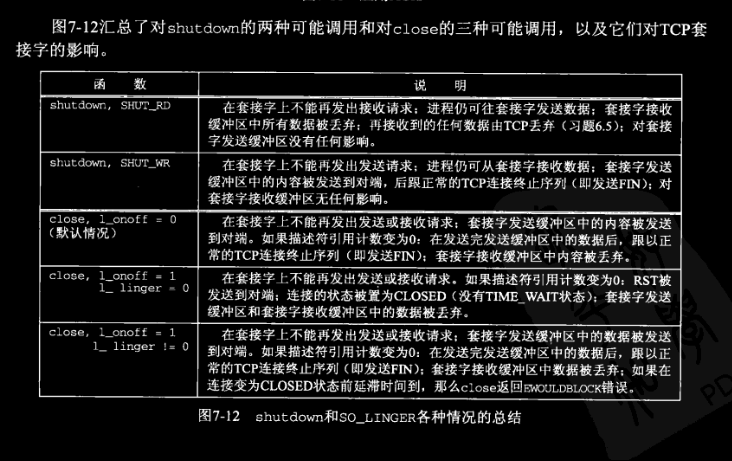 图7-12汇总了对shutdown的两种可能调用和对close的三种可能调用，以及它们对TCP套
接字的影响。
函 数 说 明
shutdown, SHUT_RD 在套接字上不能再发出接收请求；进程仍可往套接字发送数据；套接字接收
缓冲区中所有数据被丢弃；再接收到的任何数据由TCP丢弃（习题6.5）；对套接
字发送缓冲区没有任何影响。
shutdown, SHUT_WR 在套接字上不能再发出发送请求；进程仍可从套接字接收数据；套接字发送
缓冲区中的内容被发送到对端，后跟正常的TCP连接终止序列（即发送FIN）；对
套接字接收缓冲区无任何影响。
close, l_onoff = 0 在套接字上不能再发出发送或接收请求；套接字发送缓冲区中的内容被发送
（默认情况） 到对端。如果描述符引用计数变为0：在发送完发送缓冲区中的数据后，跟以正
常的TCP连接终止序列（即发送FIN）；套接字接收缓冲区中内容被丢弃。
close, l_onoff = 1 在套接字上不能再发出发送或接收请求。如果描述符引用计数变为0：RST被
l_ linger = 0 发送到对端；连接的状态被置为CLOSED（没有TIME_WAIT状态）；套接字发送
缓冲区和套接字接收缓冲区中的数据被丢弃。
close, l_onoff = 1 在套接字上不能再发出发送或接收请求；套接字发送缓冲区中的数据被发送
l_ linger != 0 到对端。如果描述符引用计数变为0：在发送完发送缓冲区中的数据后，跟以正
常的TCP连接终止序列（即发送FIN）；套接字接收缓冲区中数据被丢弃；如果在
连接变为CLOSED状态前延滞时间到，那么close返回EWOULDBLOCK错误。
图7-12 shutdown和SO_LINGER各种情况的总结
PD